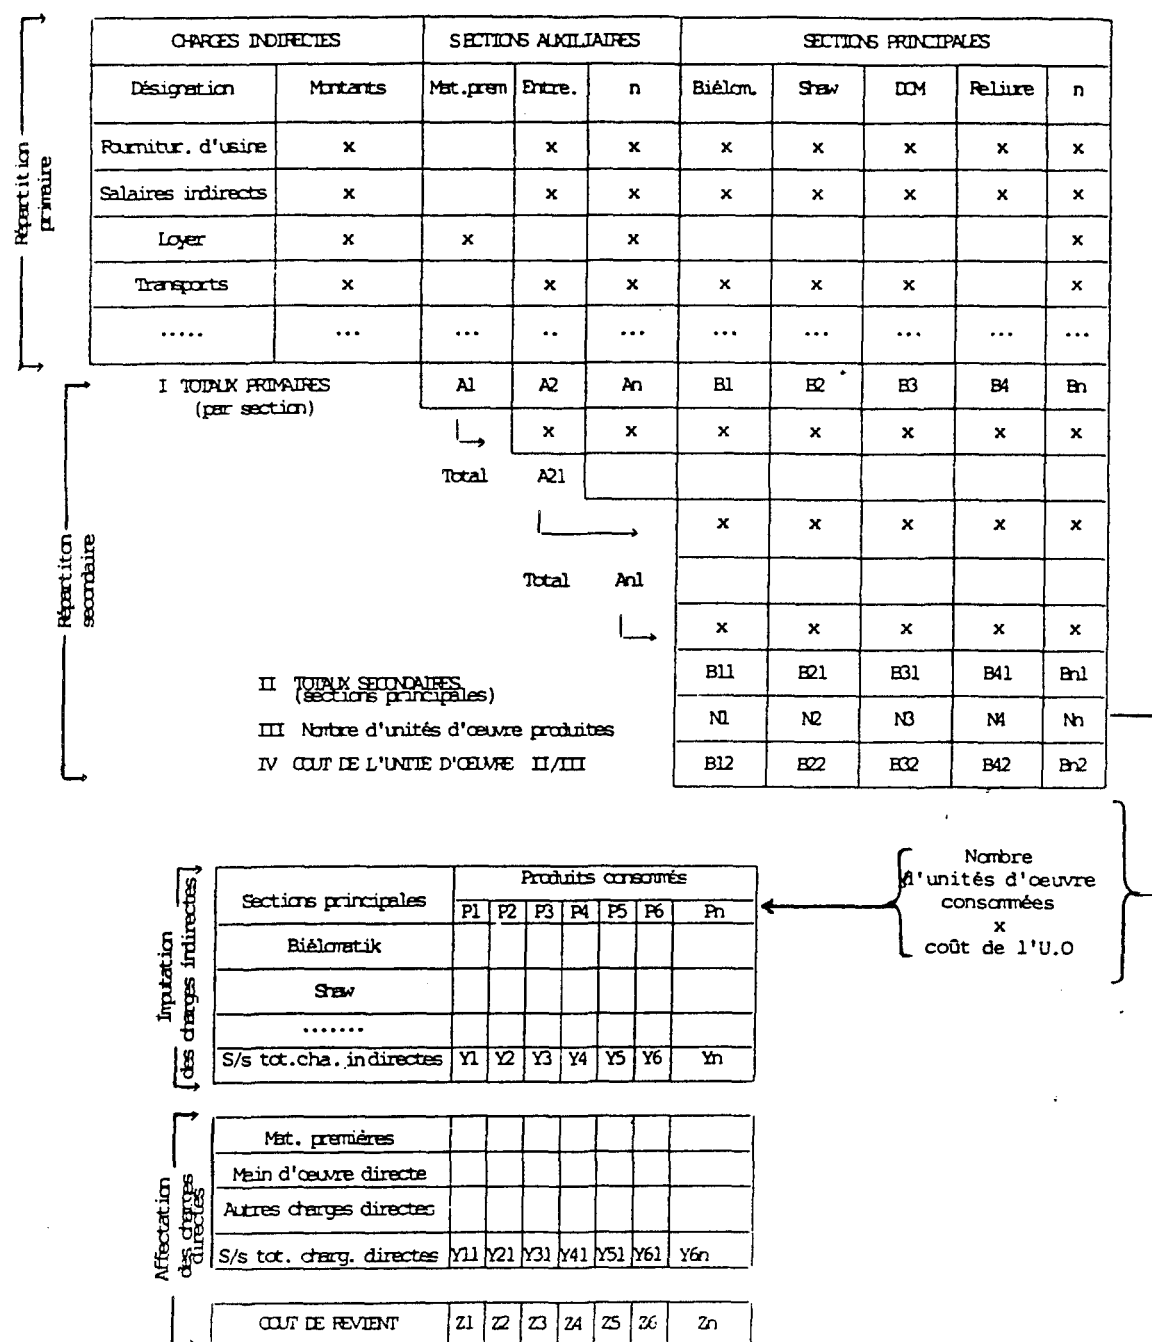 CHARGES INDIRECTES SECTIONS AUXILIAIRES SECTIONS PRINCIPALES
Désignation Montants Mat.prem Entre. n Biélom. Shaw DCM Reliure n
Fournitur. d'usine x x x x x x x x
Salaires indirects x x x x x x x x
Loyer x x x x
Transports x x x x x x x
..... ... ... .. ... ... ... ... ... ...
Répartition
primaire
I TOTAUX PRIMAIRES A1 A2 An B1 B2 B3 B4 Bn
(par section)
x x x x x x x
Total A21
x x x x x
Total An1
x x x x x
Répartiton
secondaire
II TOTAUX SECONDAIRES B11 B21 B31 B41 Bn1
(sections principales)
III Nombre d'unités d'œuvre produites N1 N2 N3 N4 Nn
IV COUT DE L'UNITE D'ŒUVRE II/III B12 B22 B32 B42 Bn2
Nombre
d'unités d'oeuvre
consommées
x
coût de l'U.O
Imputation
des charges indirectes
Sections principales Produits consommés
P1 P2 P3 P4 P5 P6 Pn
Biélomatik
Shaw
.......
S/s tot.cha.indirectes Y1 Y2 Y3 Y4 Y5 Y6 Yn
Affectation
des charges
directes
Mat. premières
Main d'œuvre directe
Autres charges directes
S/s tot. charg. directes Y11 Y21 Y31 Y41 Y51 Y61 Y6n
COUT DE REVIENT Z1 Z2 Z3 Z4 Z5 Z6 Zn